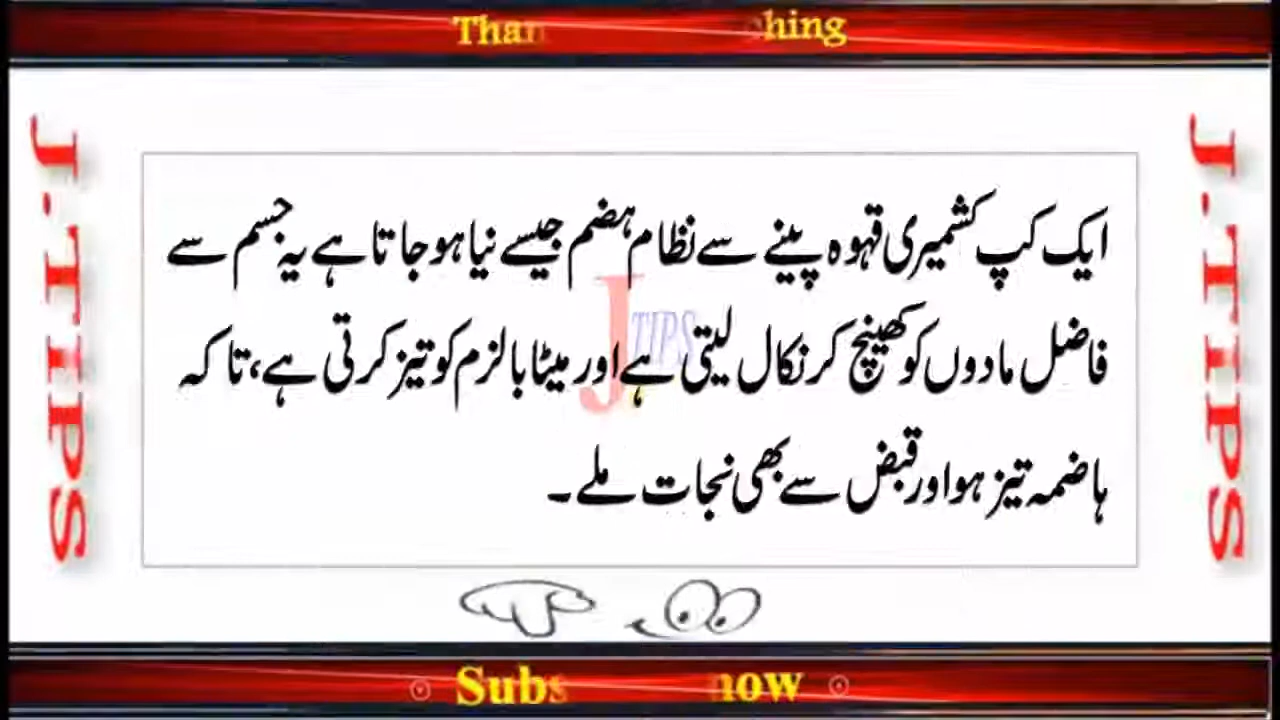 Than ching
J.TIPS
J.TIPS
ایک کپ کشمیری قہوہ پینے سے نظام ہضم جیسے نیا ہو جاتا ہے یہ جسم سے
فاضل مادوں کو کھینچ کر نکال لیتی ہے اور میٹا بالزم کو تیز کرتی ہے، تا کہ
ہاضمہ تیز ہو اور قبض سے بھی نجات ملے۔
J TIPS
Subs now